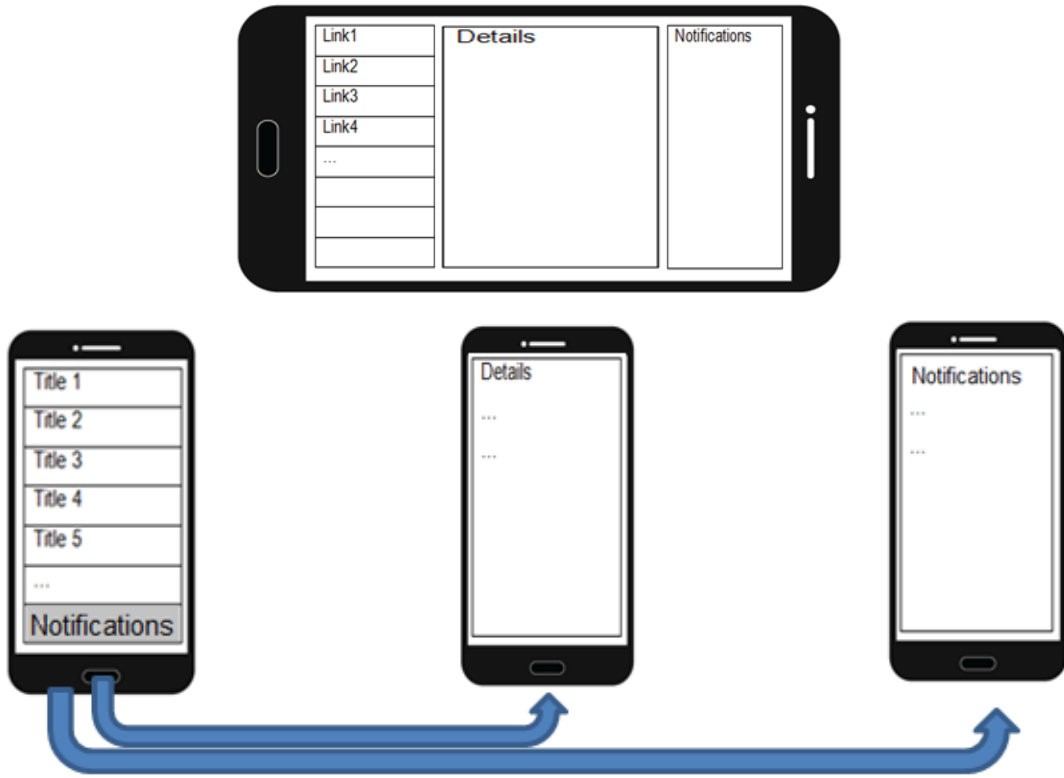 Link1
Link2
Link3
Link4
...
Details
Notifications
Title 1
Title 2
Title 3
Title 4
Title 5
...
Notifications
Details
...
...
Notifications
...
...